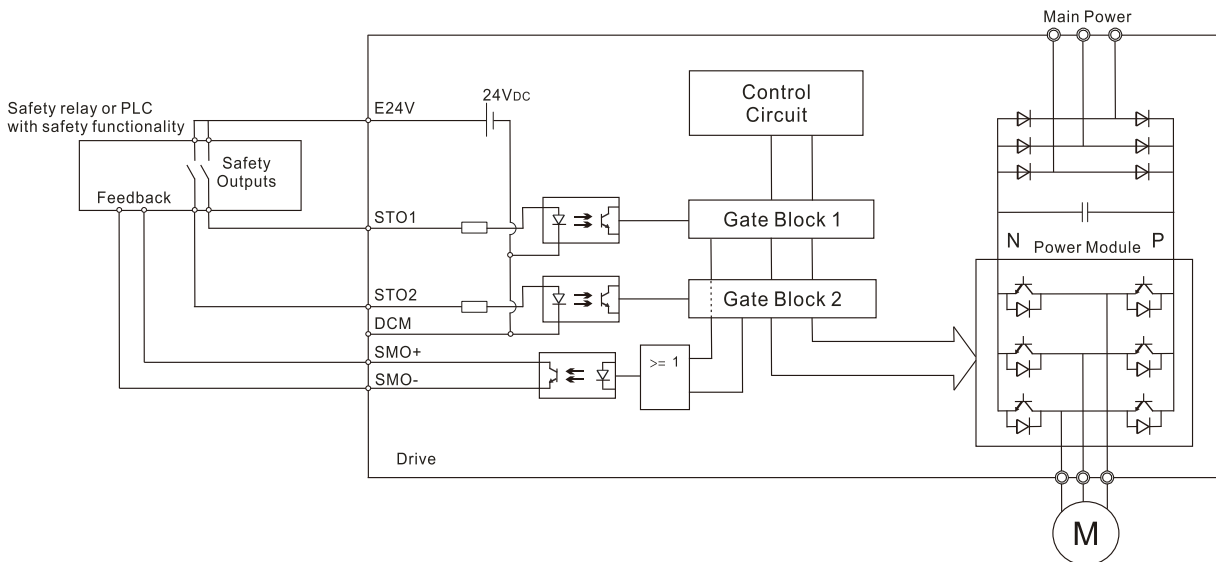 Main Power
Safety relay or PLC
with safety functionality
E24V
24VDC
Control
Circuit
Safety
Outputs
Feedback
STO1
Gate Block 1
N
P
Power Module
STO2
Gate Block 2
DCM
SMO+
>= 1
SMO-
Drive
M